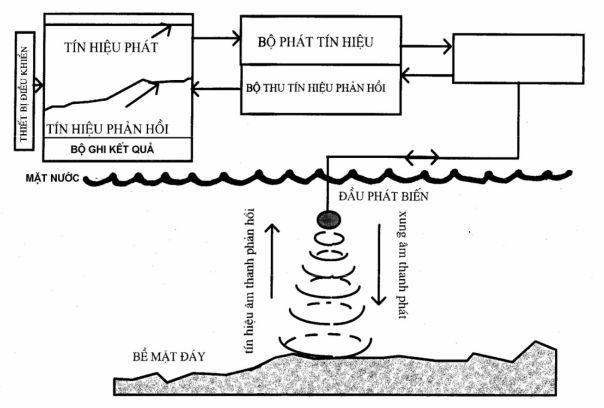 THIẾT BỊ ĐIỀU KHIỂN
TÍN HIỆU PHÁT
TÍN HIỆU PHẢN HỒI
BỘ GHI KẾT QUẢ
BỘ PHÁT TÍN HIỆU
BỘ THU TÍN HIỆU PHẢN HỒI
MẶT NƯỚC
ĐẦU PHÁT BIẾN
tín hiệu âm thanh phản hồi
xung âm thanh phát
BỀ MẶT ĐÁY